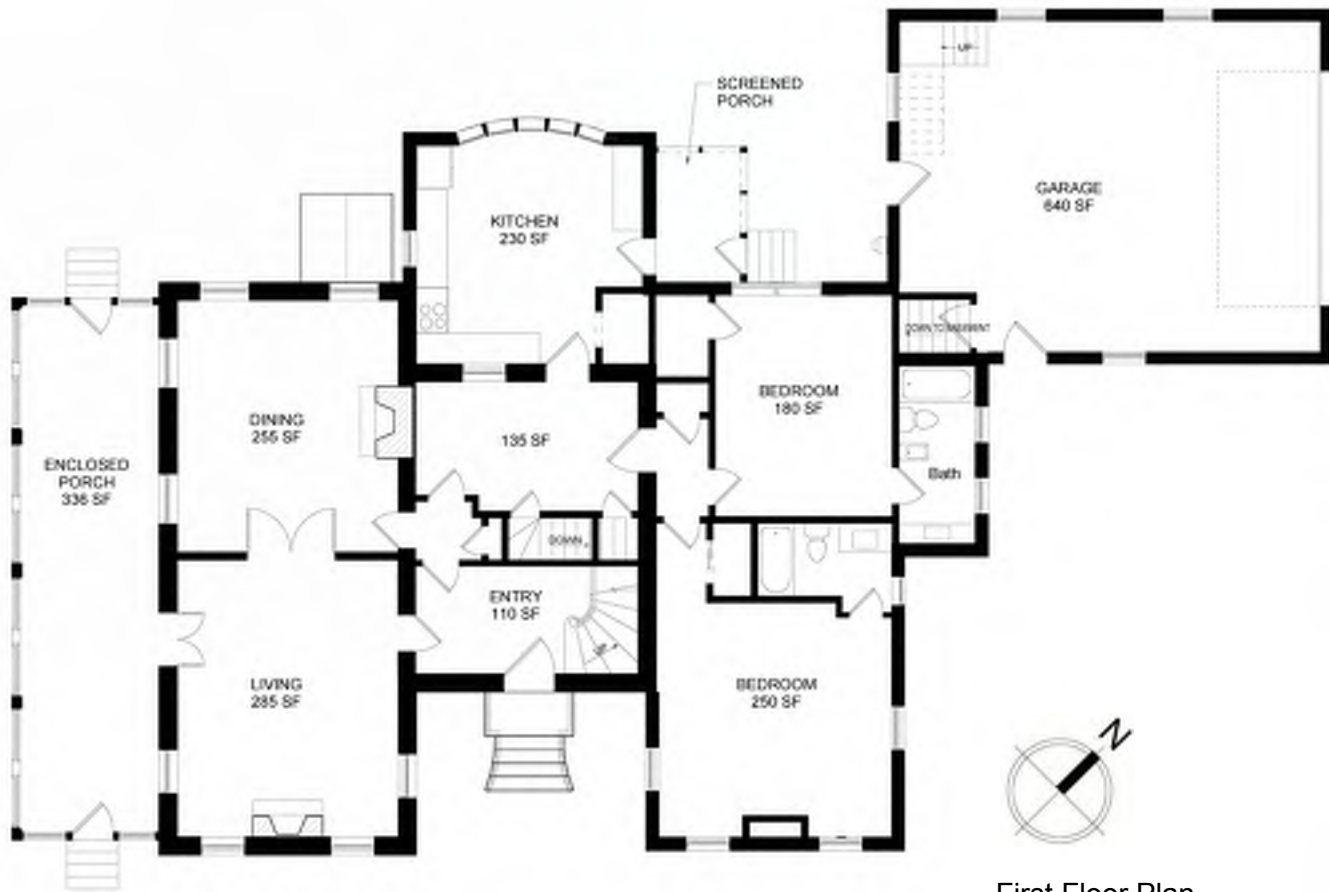 UP
SCREENED
PORCH
GARAGE
640 SF
KITCHEN
230 SF
DOWN TO BASEMENT
BEDROOM
180 SF
DINING
255 SF
135 SF
ENCLOSED
PORCH
336 SF
Bath
DOWN
ENTRY
110 SF
UP
LIVING
285 SF
BEDROOM
250 SF
N
First Floor Plan